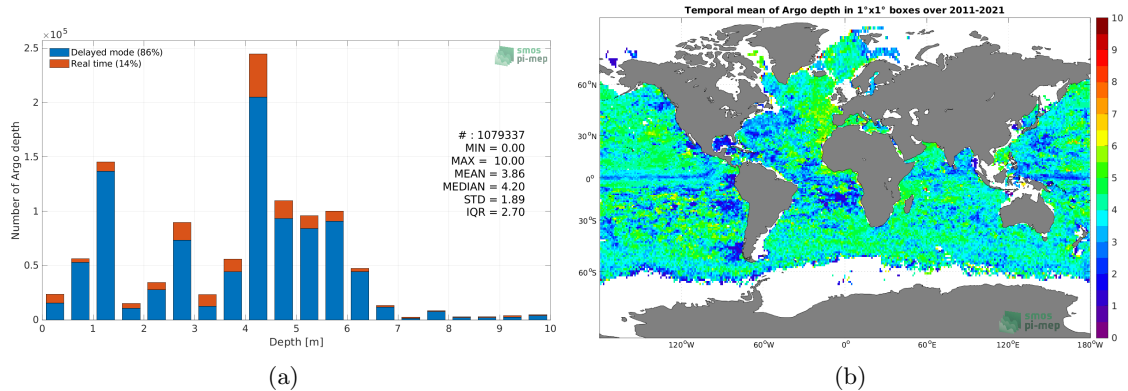 ×10⁵
Delayed mode (86%)
Real time (14%)
smos
pi-mep
2.5
2
1.5
1
0.5
0
Number of Argo depth
# : 1079337
MIN = 0.00
MAX = 10.00
MEAN = 3.86
MEDIAN = 4.20
STD = 1.89
IQR = 2.70
0 1 2 3 4 5 6 7 8 9 10
Depth [m]
(a)
Temporal mean of Argo depth in 1°x1° boxes over 2011-2021
60°N
30°N
0°
30°S
60°S
120°W 60°W 0° 60°E 120°E 180°W
smos
pi-mep
10
9
8
7
6
5
4
3
2
1
0
(b)